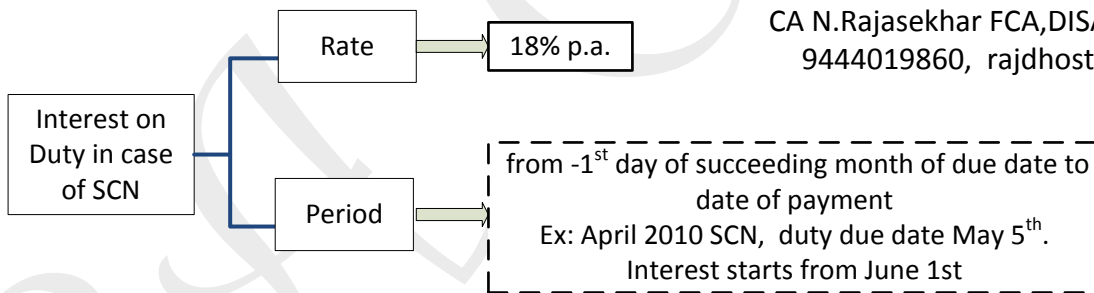 CA N.Rajasekhar FCA,DISA
9444019860, rajdhost
Rate
18% p.a.
Interest on
Duty in case
of SCN
Period
from -1st day of succeeding month of due date to
date of payment
Ex: April 2010 SCN, duty due date May 5th.
Interest starts from June 1st